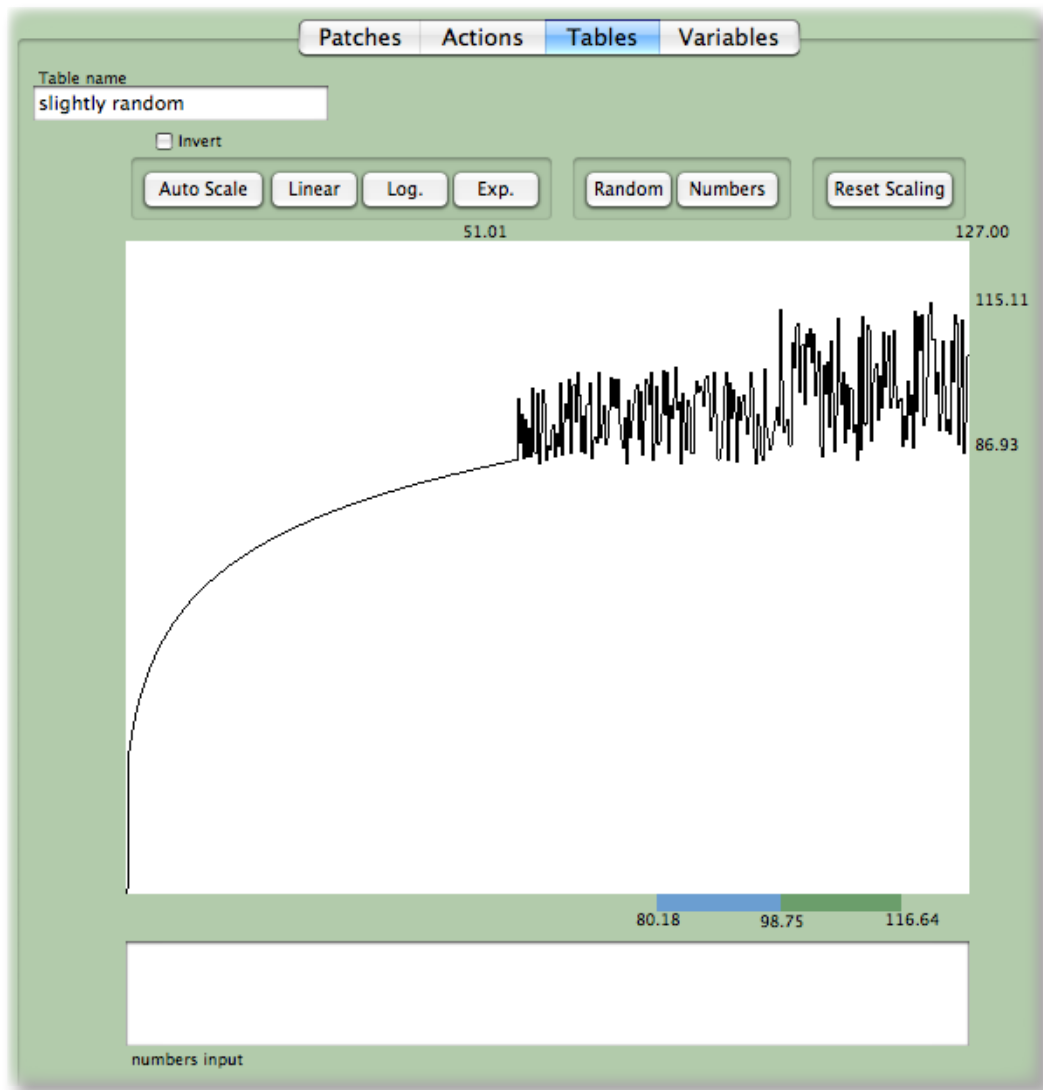 Patches Actions Tables Variables
Table name
slightly random
Invert
Auto Scale Linear Log. Exp. Random Numbers Reset Scaling
51.01 127.00
115.11
86.93
80.18 98.75 116.64
numbers input